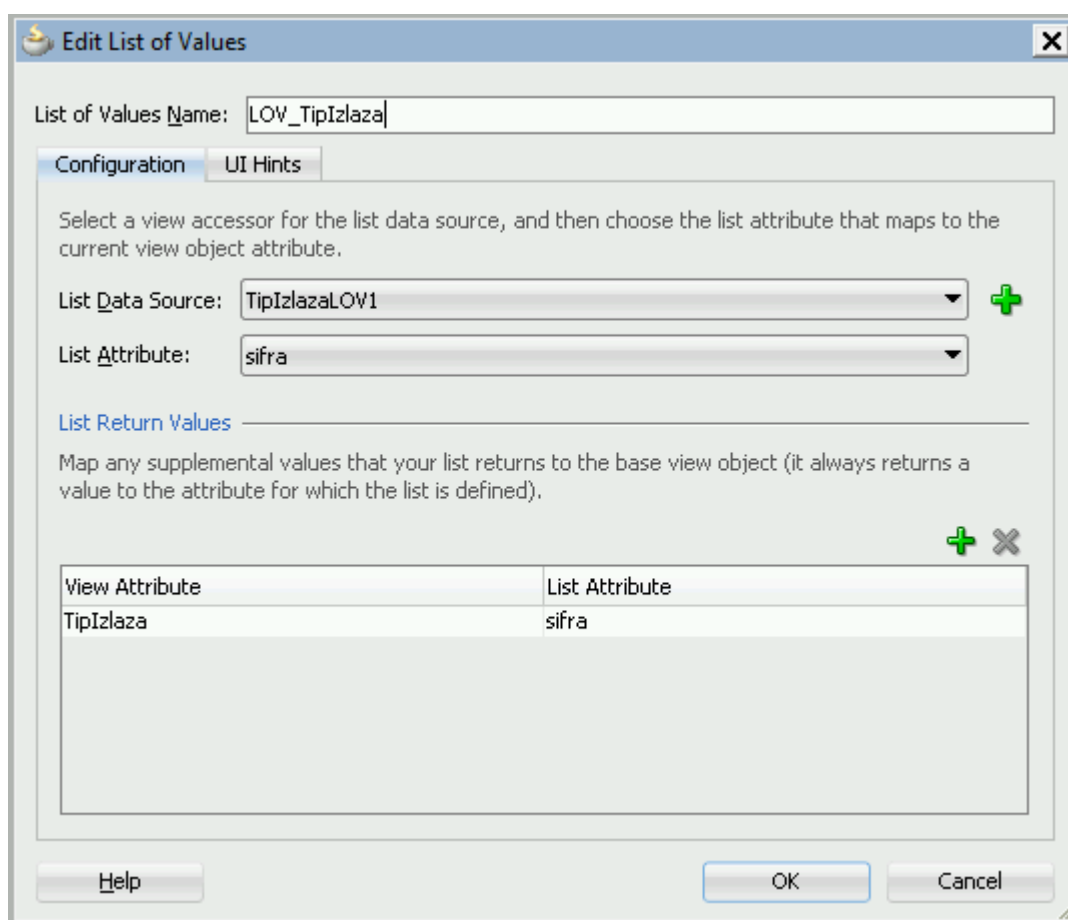 Edit List of Values
List of Values Name: LOV_TipIzlaza
Configuration UI Hints
Select a view accessor for the list data source, and then choose the list attribute that maps to the
current view object attribute.
List Data Source: TipIzlazaLOV1
List Attribute: sifra
List Return Values
Map any supplemental values that your list returns to the base view object (it always returns a
value to the attribute for which the list is defined).
View Attribute List Attribute
TipIzlaza sifra
Help OK Cancel